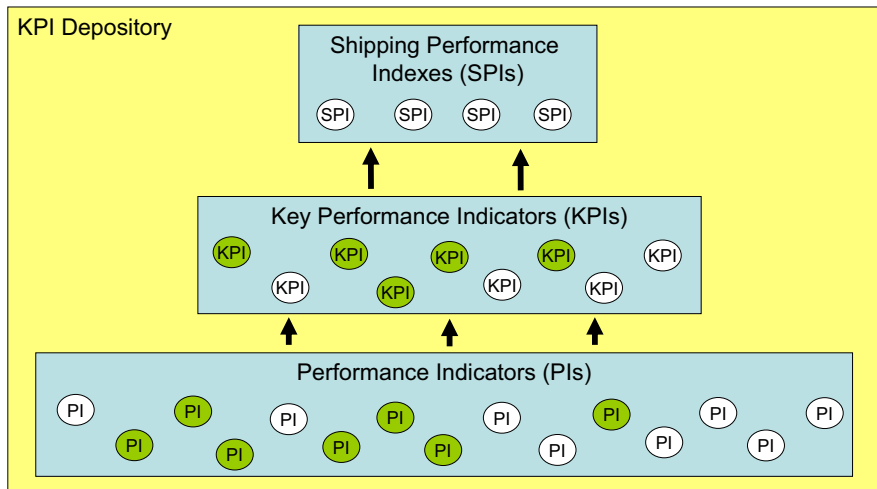 KPI Depository
Shipping Performance
Indexes (SPIs)
SPI SPI SPI SPI
Key Performance Indicators (KPIs)
KPI KPI KPI KPI KPI
KPI KPI KPI KPI
Performance Indicators (PIs)
PI PI PI PI PI PI PI PI PI
PI PI PI PI PI PI PI